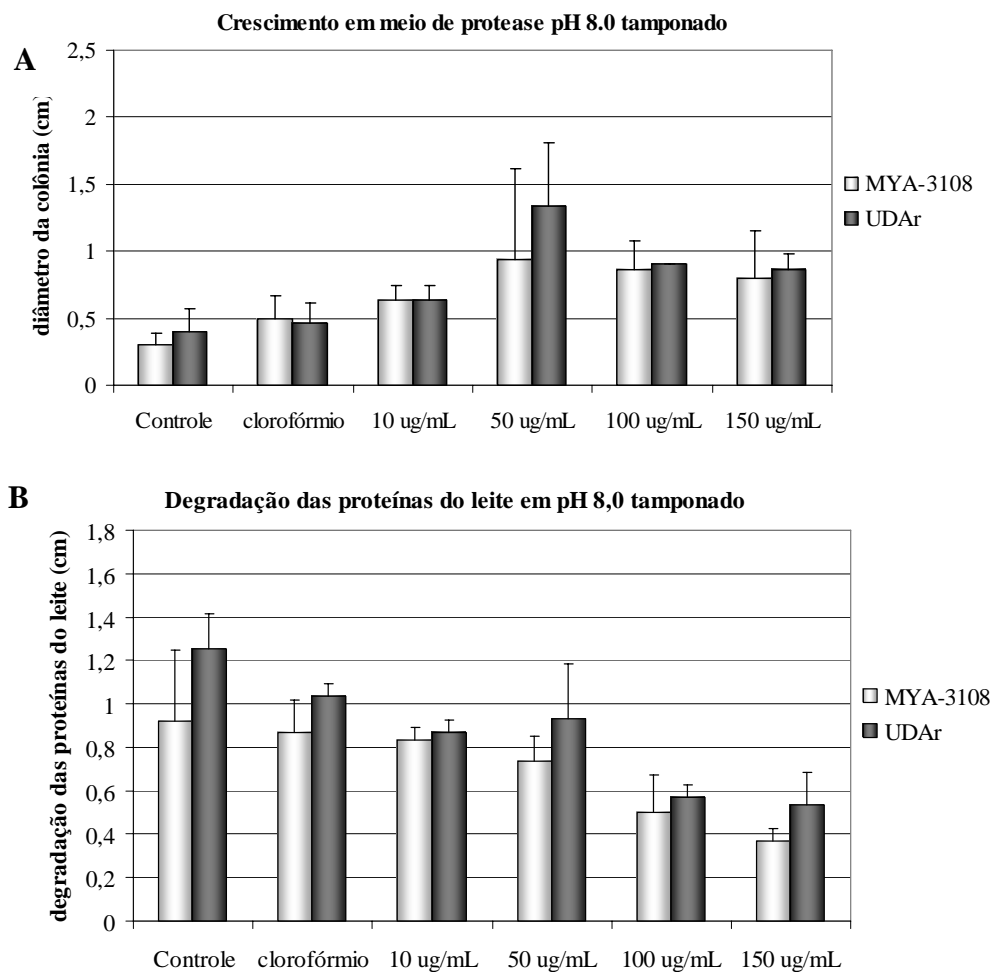 Crescimento em meio de protease pH 8.0 tamponado
A
diâmetro da colônia (cm)
2,5
2
1,5
1
0,5
0
Controle clorofórmio 10 ug/mL 50 ug/mL 100 ug/mL 150 ug/mL
MYA-3108
UDAr
B
Degradação das proteínas do leite em pH 8,0 tamponado
degradação das proteínas do leite (cm)
1,8
1,6
1,4
1,2
1
0,8
0,6
0,4
0,2
0
Controle clorofórmio 10 ug/mL 50 ug/mL 100 ug/mL 150 ug/mL
MYA-3108
UDAr